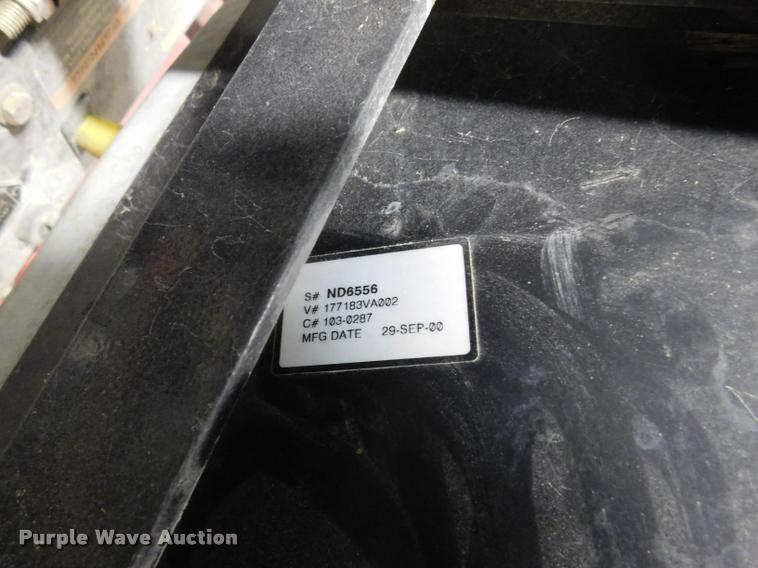 S# ND6556
V# 177183VA002
C# 103-0287
MFG DATE 29-SEP-00
Purple Wave Auction